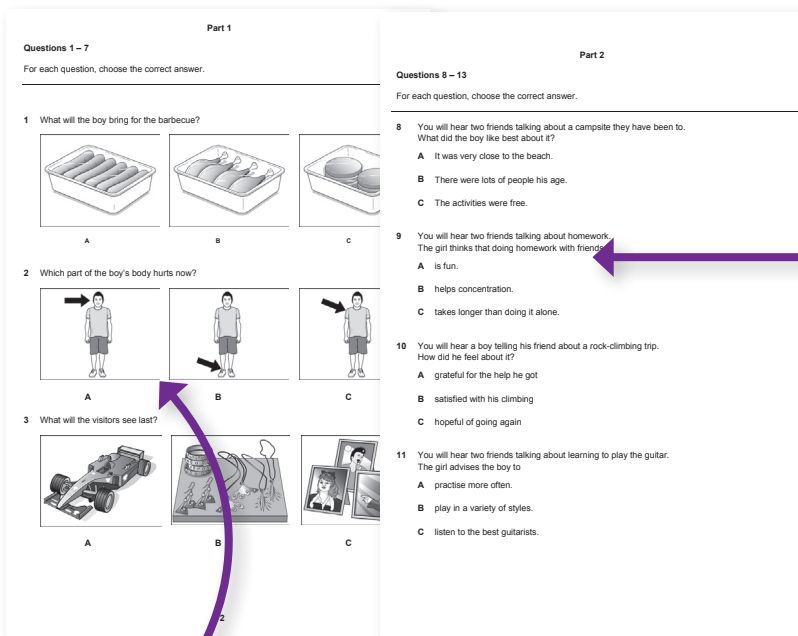 Part 1
Questions 1 – 7
For each question, choose the correct answer.
1 What will the boy bring for the barbecue?
A B C
2 Which part of the boy's body hurts now?
A B C
3 What will the visitors see last?
A B C
2
Part 2
Questions 8 – 13
For each question, choose the correct answer.
8 You will hear two friends talking about a campsite they have been to.
What did the boy like best about it?
A It was very close to the beach.
B There were lots of people his age.
C The activities were free.
9 You will hear two friends talking about homework.
The girl thinks that doing homework with friends
A is fun.
B helps concentration.
C takes longer than doing it alone.
10 You will hear a boy telling his friend about a rock-climbing trip.
How did he feel about it?
A grateful for the help he got
B satisfied with his climbing
C hopeful of going again
11 You will hear two friends talking about learning to play the guitar.
The girl advises the boy to
A practise more often.
B play in a variety of styles.
C listen to the best guitarists.